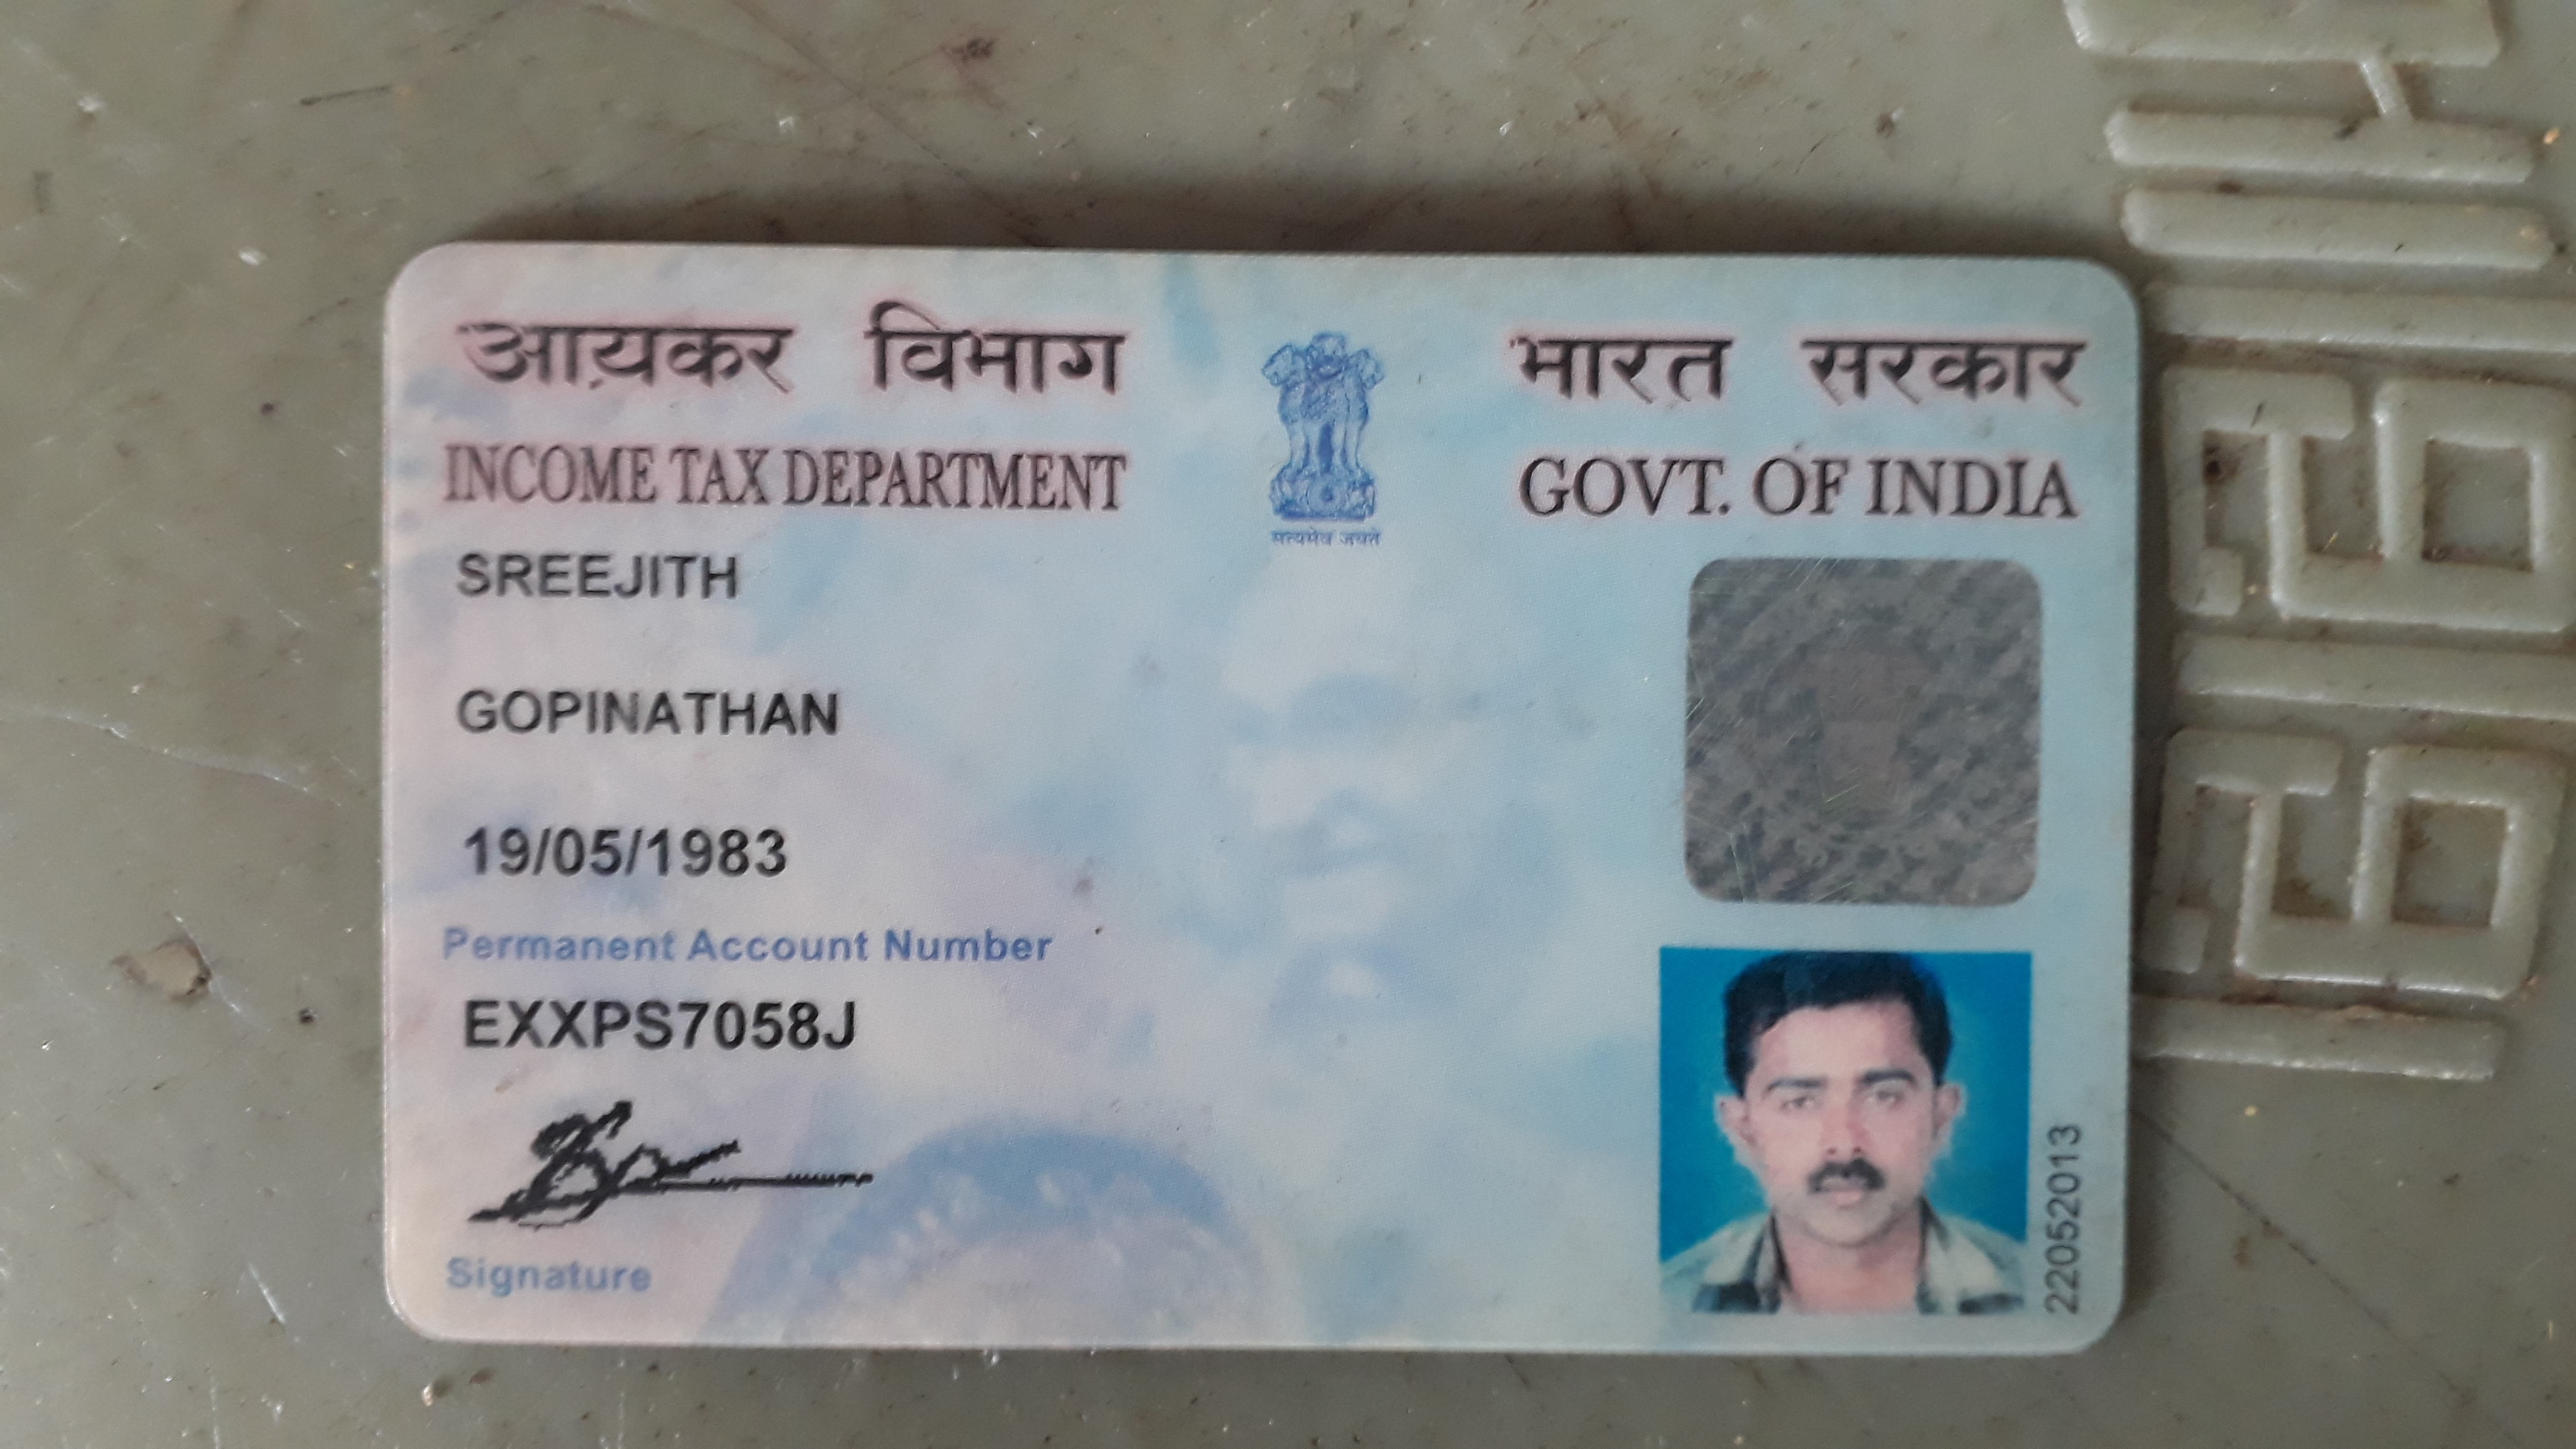 आयकर विभाग
INCOME TAX DEPARTMENT
भारत सरकार
GOVT. OF INDIA
सत्यमेव जयते
SREEJITH
GOPINATHAN
19/05/1983
Permanent Account Number
EXXPS7058J
Signature
22052013